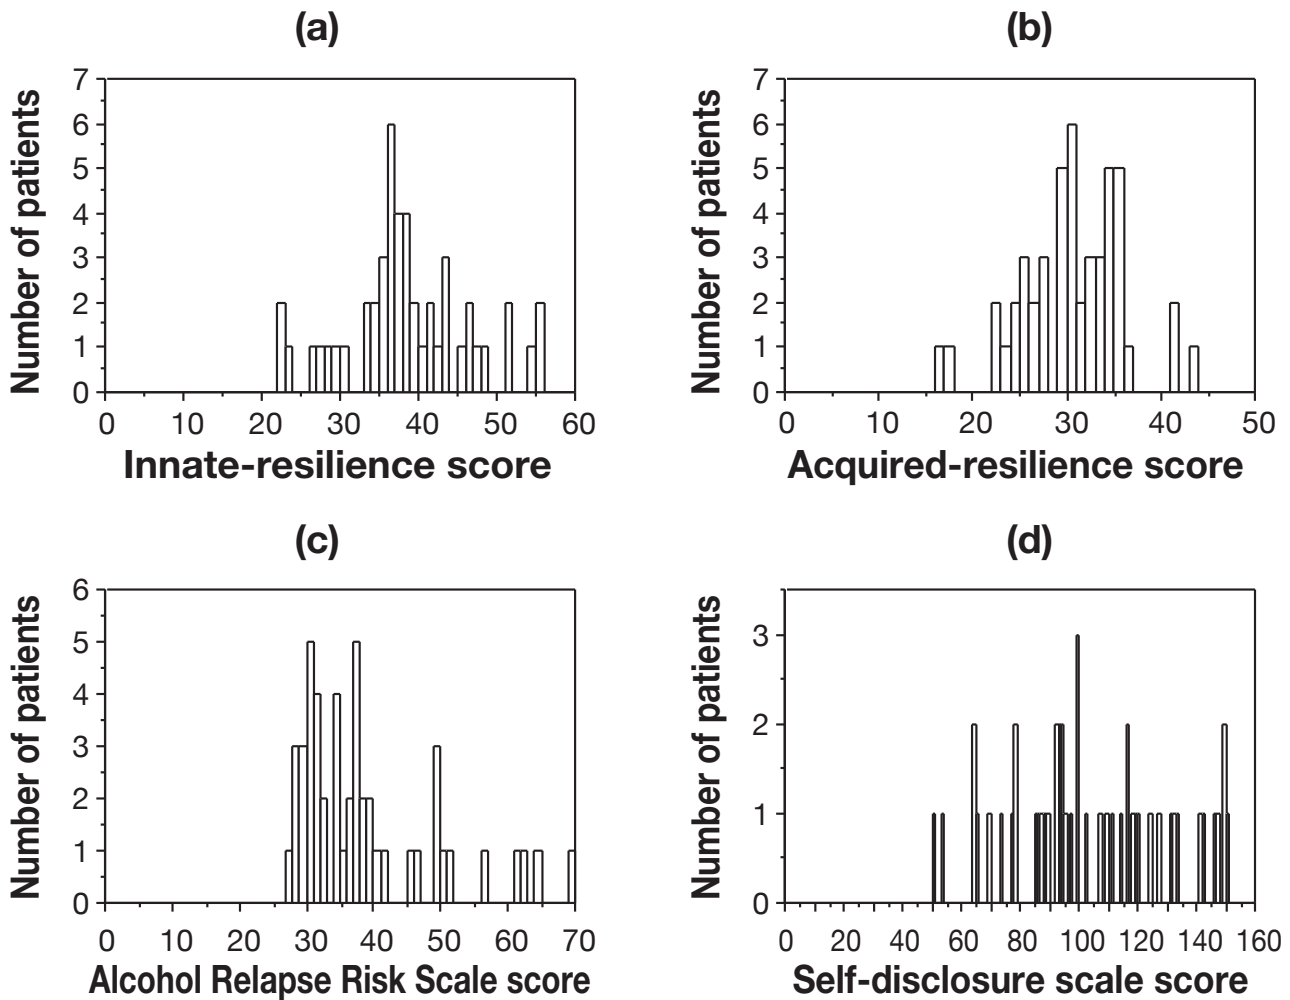 (a)
7
6
5
4
3
2
1
0
Number of patients
0 10 20 30 40 50 60
Innate-resilience score
(b)
7
6
5
4
3
2
1
0
Number of patients
0 10 20 30 40 50
Acquired-resilience score
(c)
6
5
4
3
2
1
0
Number of patients
0 10 20 30 40 50 60 70
Alcohol Relapse Risk Scale score
(d)
3
2
1
0
Number of patients
0 20 40 60 80 100 120 140 160
Self-disclosure scale score